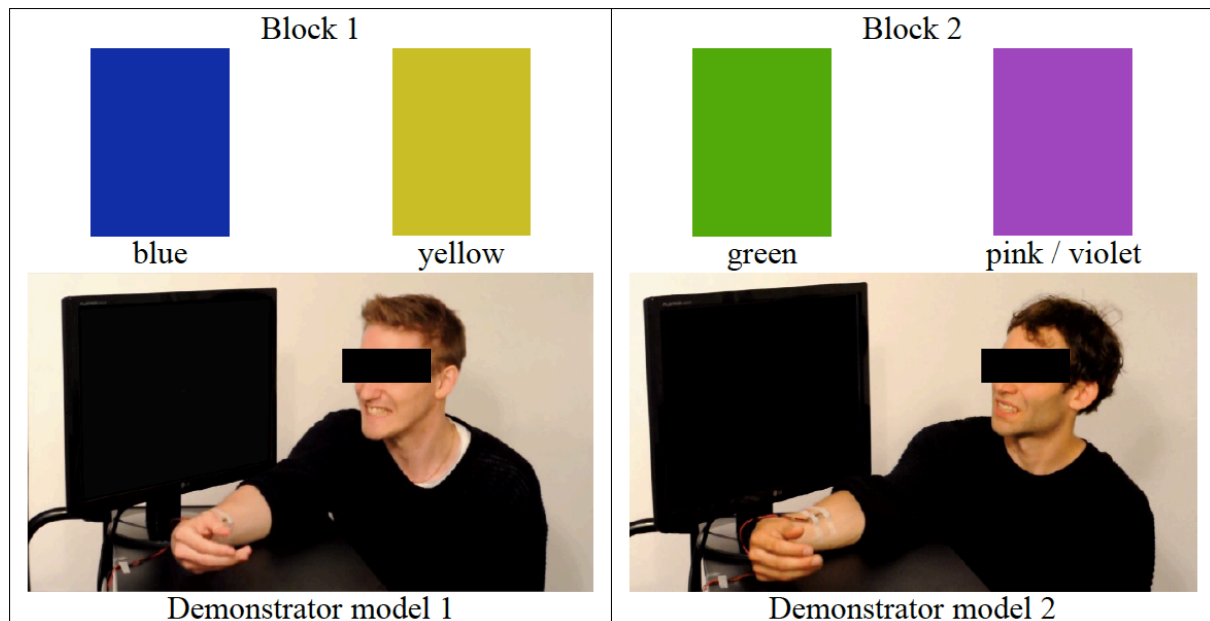 Block 1
blue
yellow
Demonstrator model 1
Block 2
green
pink / violet
Demonstrator model 2